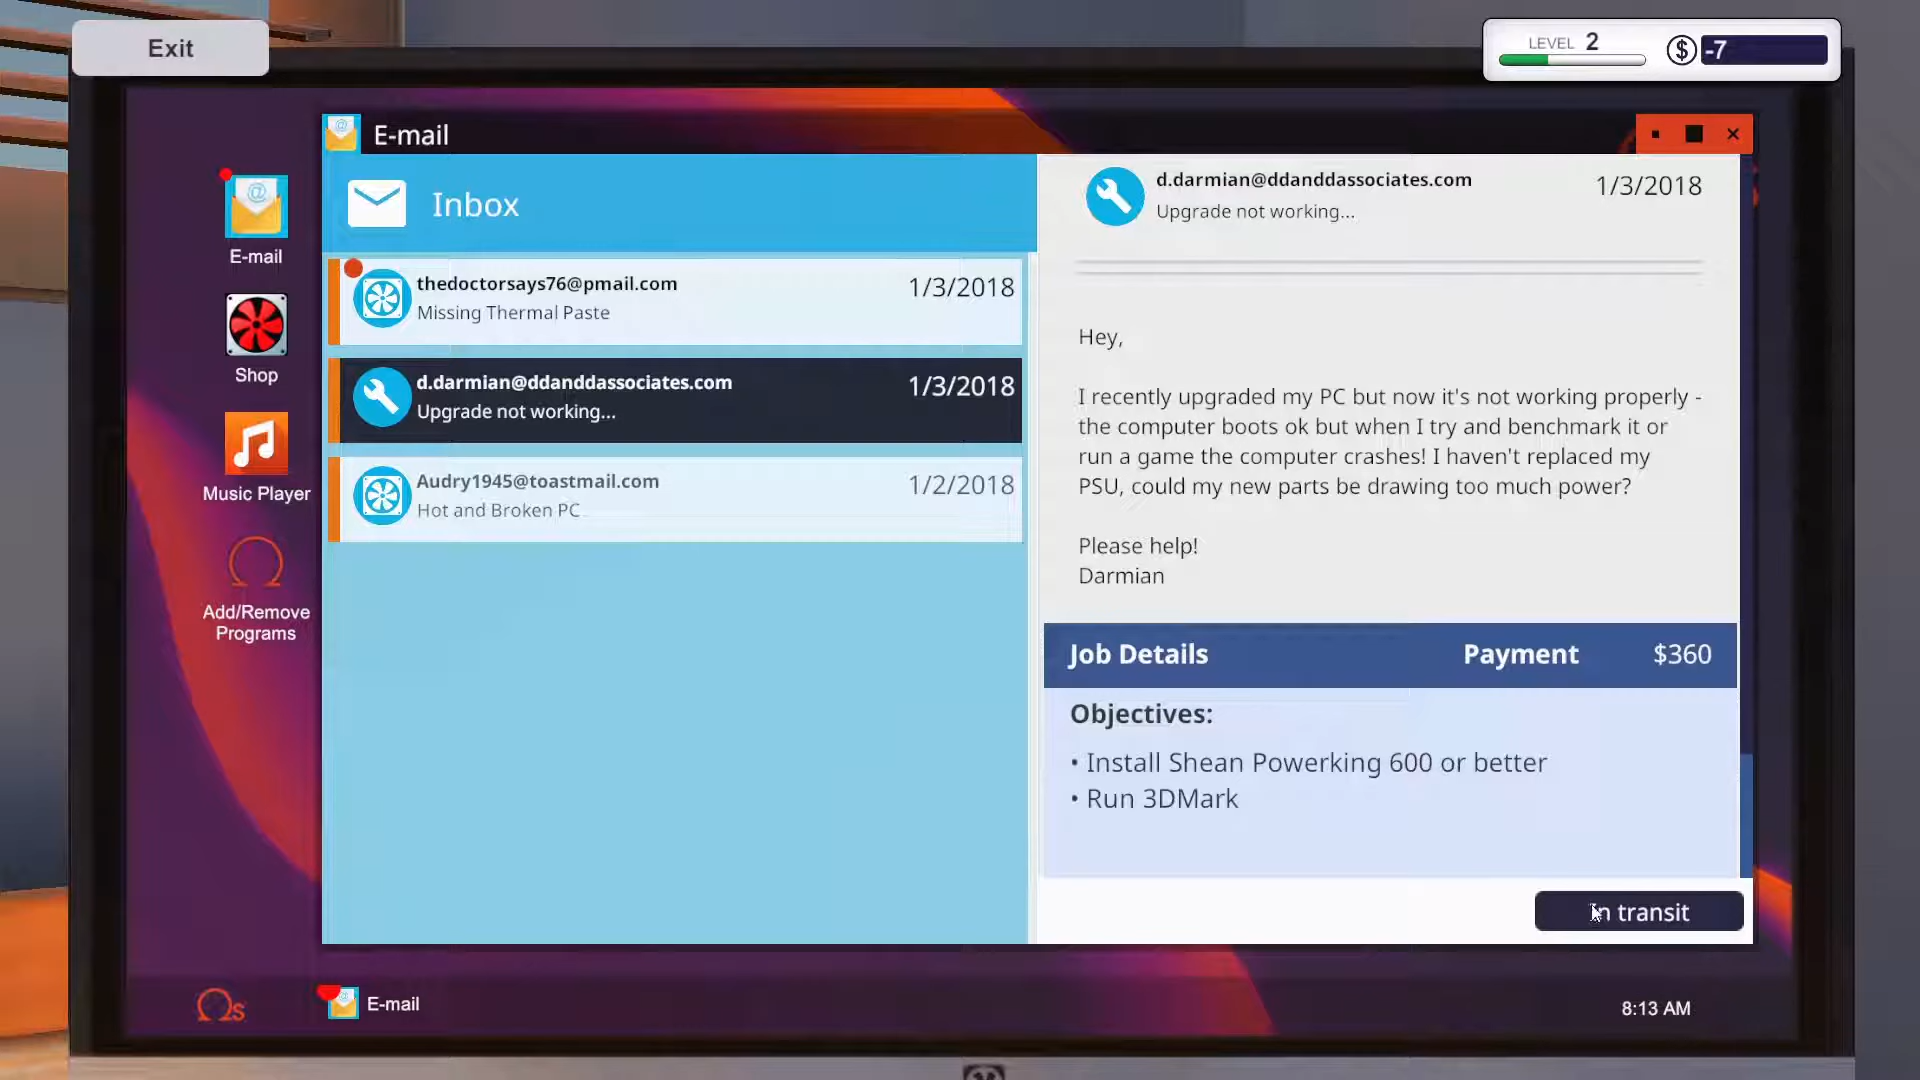 Exit
LEVEL 2
$ -7
E-mail
Inbox
thedoctorsays76@pmail.com
1/3/2018
Missing Thermal Paste
d.darmian@ddanddassociates.com
1/3/2018
Upgrade not working...
Audry1945@toastmail.com
1/2/2018
Hot and Broken PC
d.darmian@ddanddassociates.com
1/3/2018
Upgrade not working...
Hey,
I recently upgraded my PC but now it's not working properly -
the computer boots ok but when I try and benchmark it or
run a game the computer crashes! I haven't replaced my
PSU, could my new parts be drawing too much power?
Please help!
Darmian
Job Details
Payment
$360
Objectives:
• Install Shean Powerking 600 or better
• Run 3DMark
In transit
E-mail
Shop
Music Player
Add/Remove
Programs
Ωs
E-mail
8:13 AM